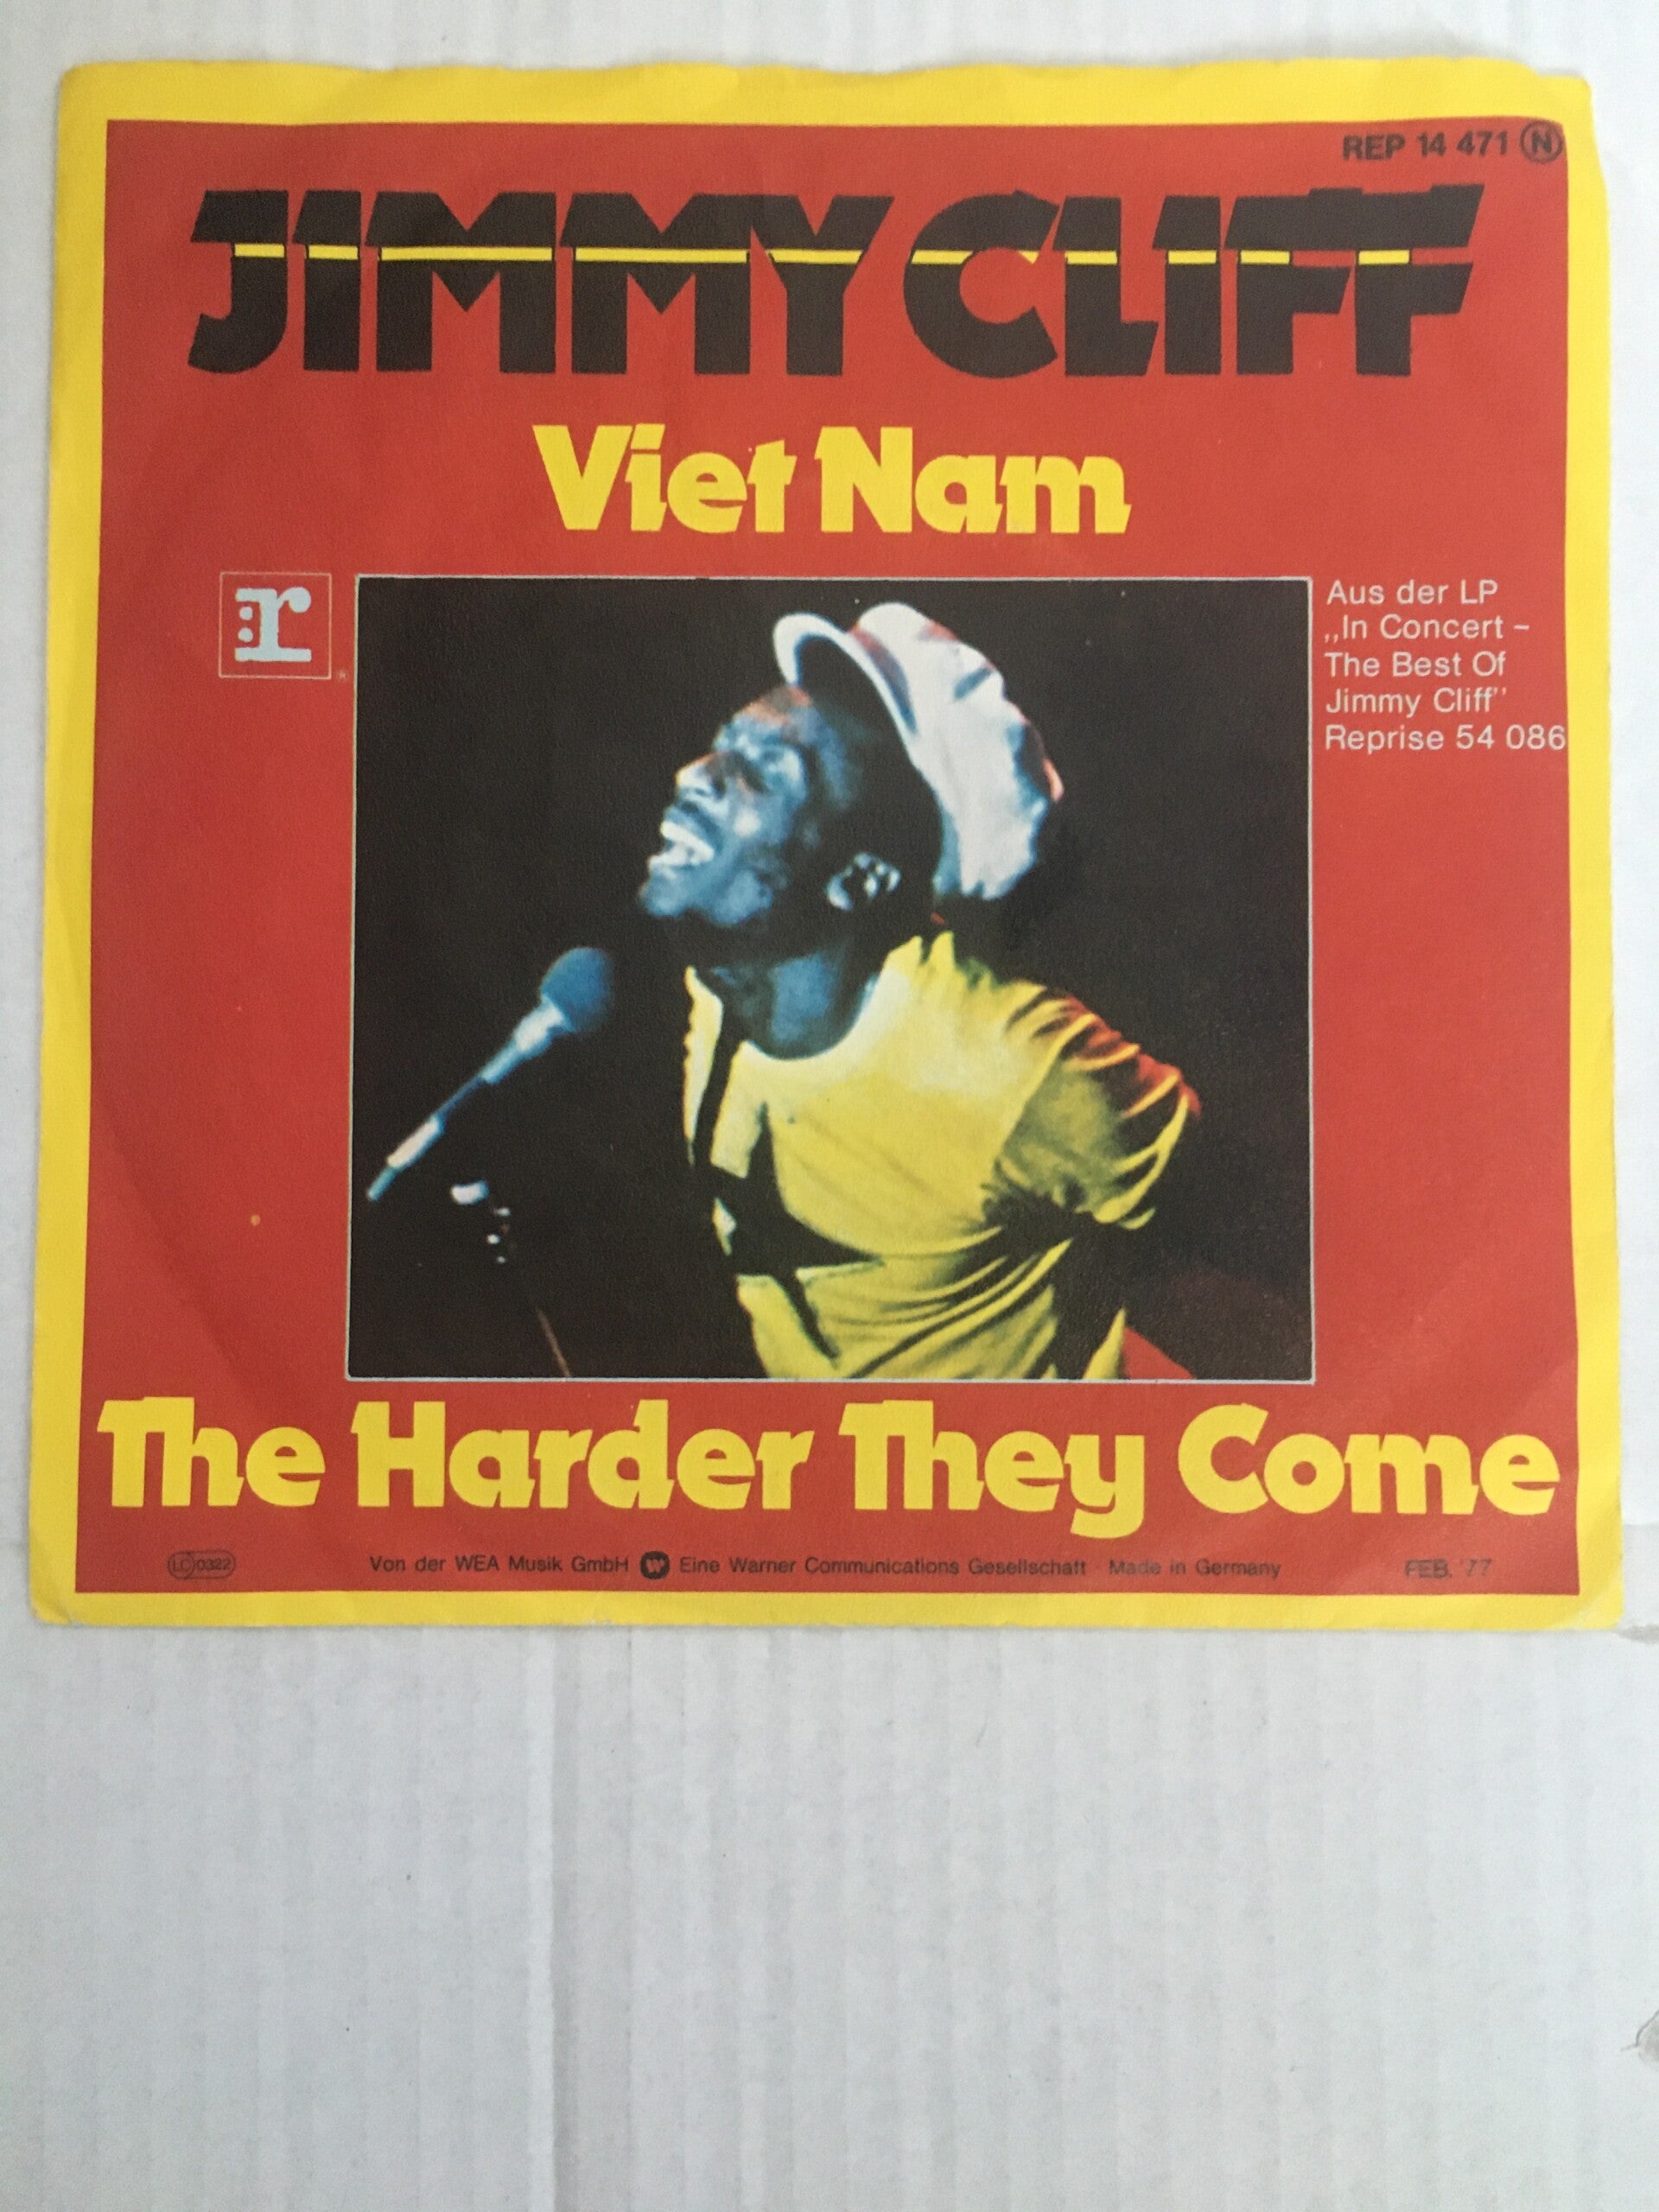 REP 14 471 N
JIMMY CLIFF
Viet Nam
:r
®
Aus der LP
„In Concert –
The Best Of
Jimmy Cliff"
Reprise 54 086
The Harder They Come
LC 0322
Von der WEA Musik GmbH W Eine Warner Communications Gesellschaft · Made in Germany
FEB. '77